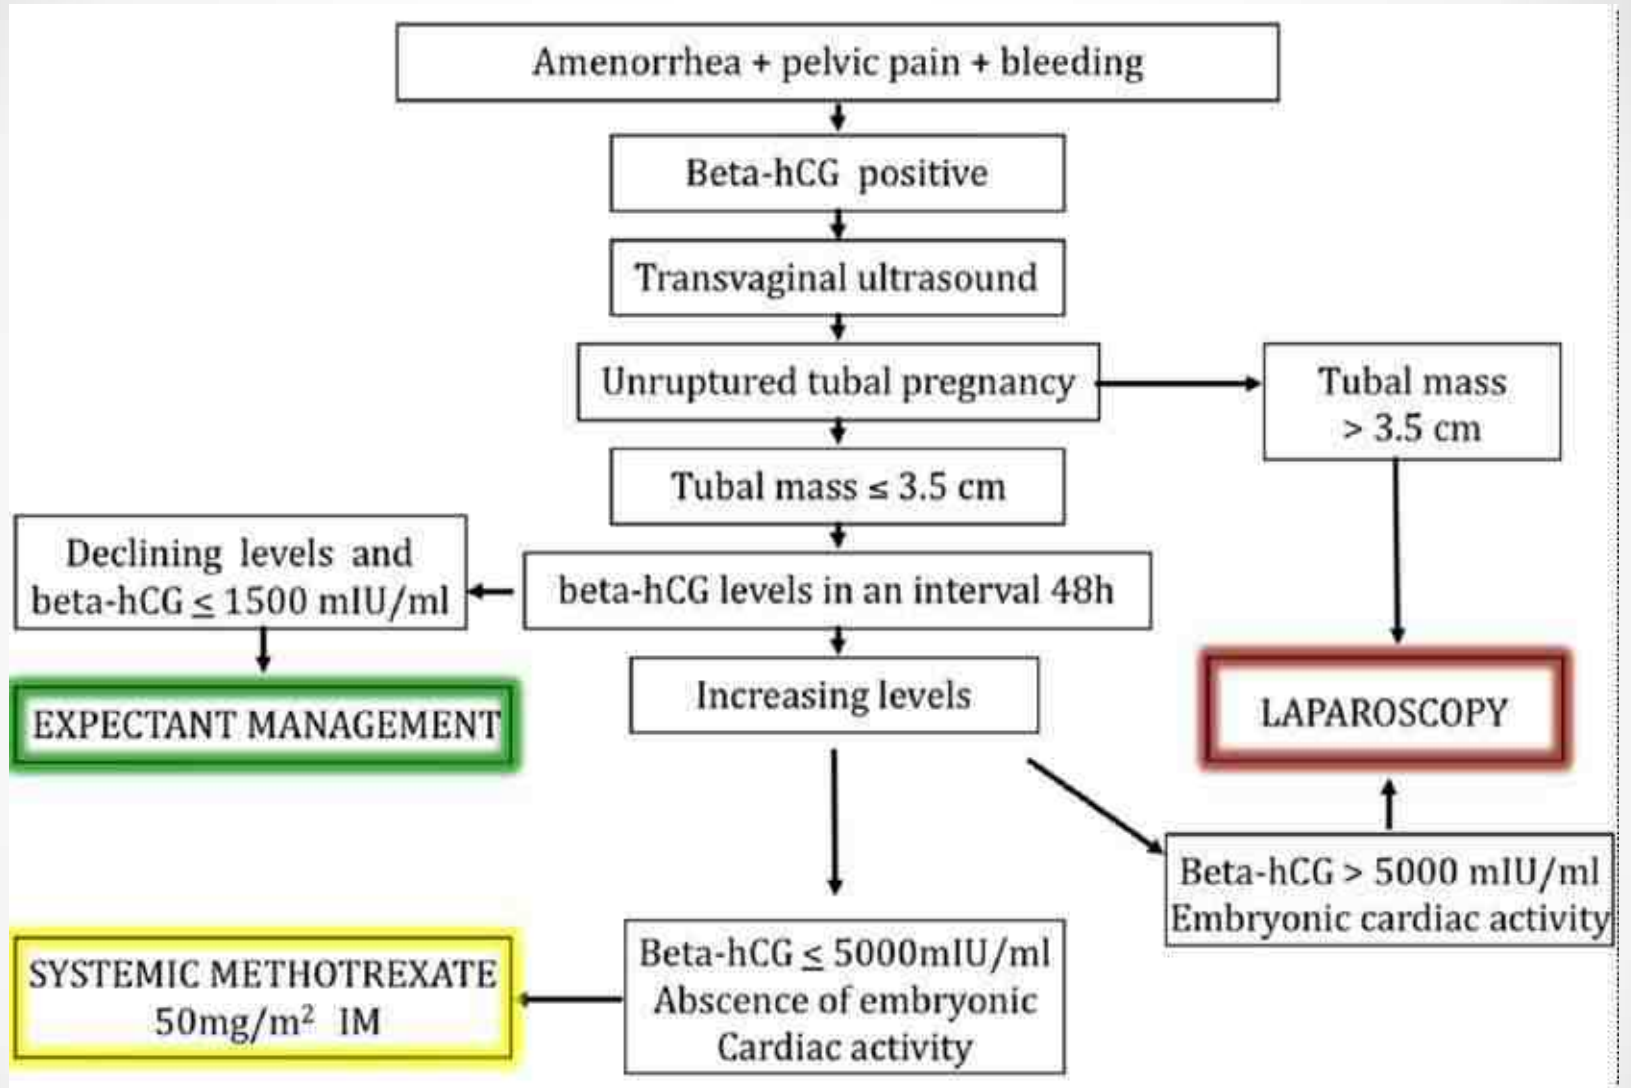 Amenorrhea + pelvic pain + bleeding
Beta-hCG positive
Transvaginal ultrasound
Unruptured tubal pregnancy
Tubal mass
> 3.5 cm
Tubal mass ≤ 3.5 cm
Declining levels and
beta-hCG ≤ 1500 mIU/ml
beta-hCG levels in an interval 48h
EXPECTANT MANAGEMENT
Increasing levels
LAPAROSCOPY
Beta-hCG > 5000 mIU/ml
Embryonic cardiac activity
Beta-hCG ≤ 5000mIU/ml
Abscence of embryonic
Cardiac activity
SYSTEMIC METHOTREXATE
50mg/m² IM